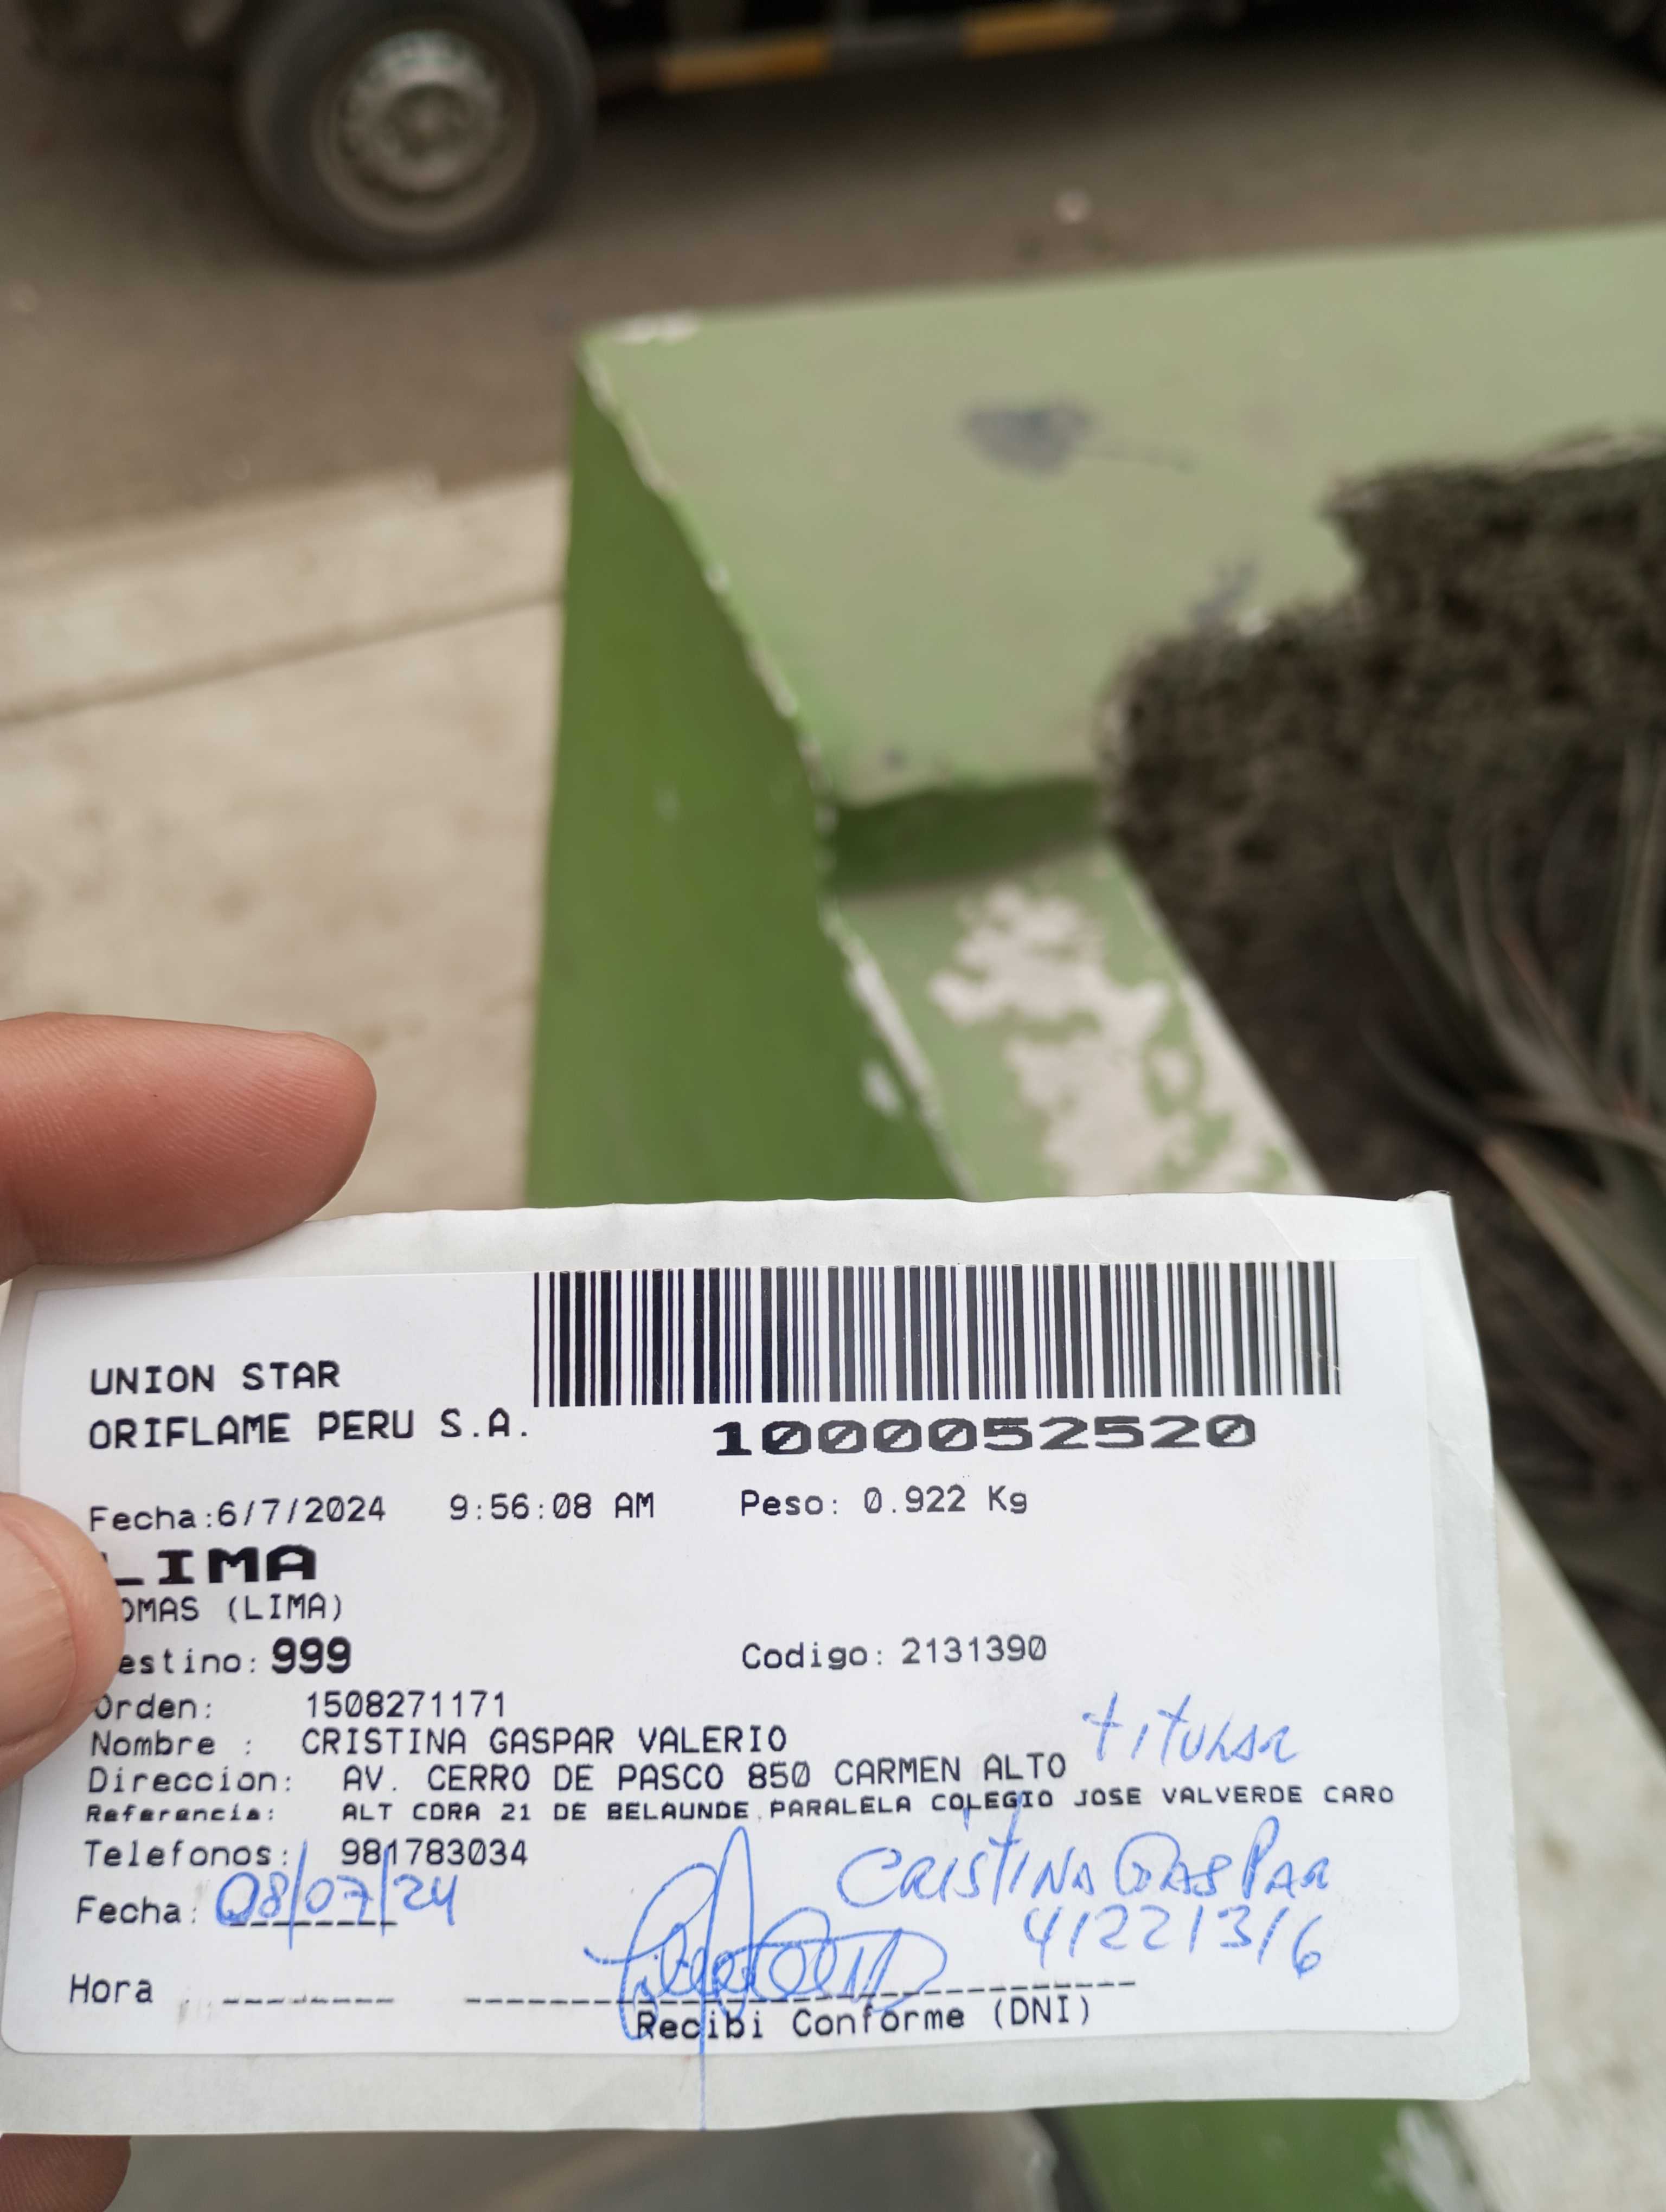 UNION STAR
ORIFLAME PERU S.A.
1000052520
Fecha:6/7/2024 9:56:08 AM Peso: 0.922 Kg
LIMA
OMAS (LIMA)
estino: 999 Codigo: 2131390
Orden: 1508271171
Nombre : CRISTINA GASPAR VALERIO
titular
Direccion: AV. CERRO DE PASCO 850 CARMEN ALTO
Referencia: ALT CDRA 21 DE BELAUNDE PARALELA COLEGIO JOSE VALVERDE CARO
Telefonos: 981783034
CRISTINA GASPAR
Fecha: 08/07/24
41221316
Hora
Recibi Conforme (DNI)